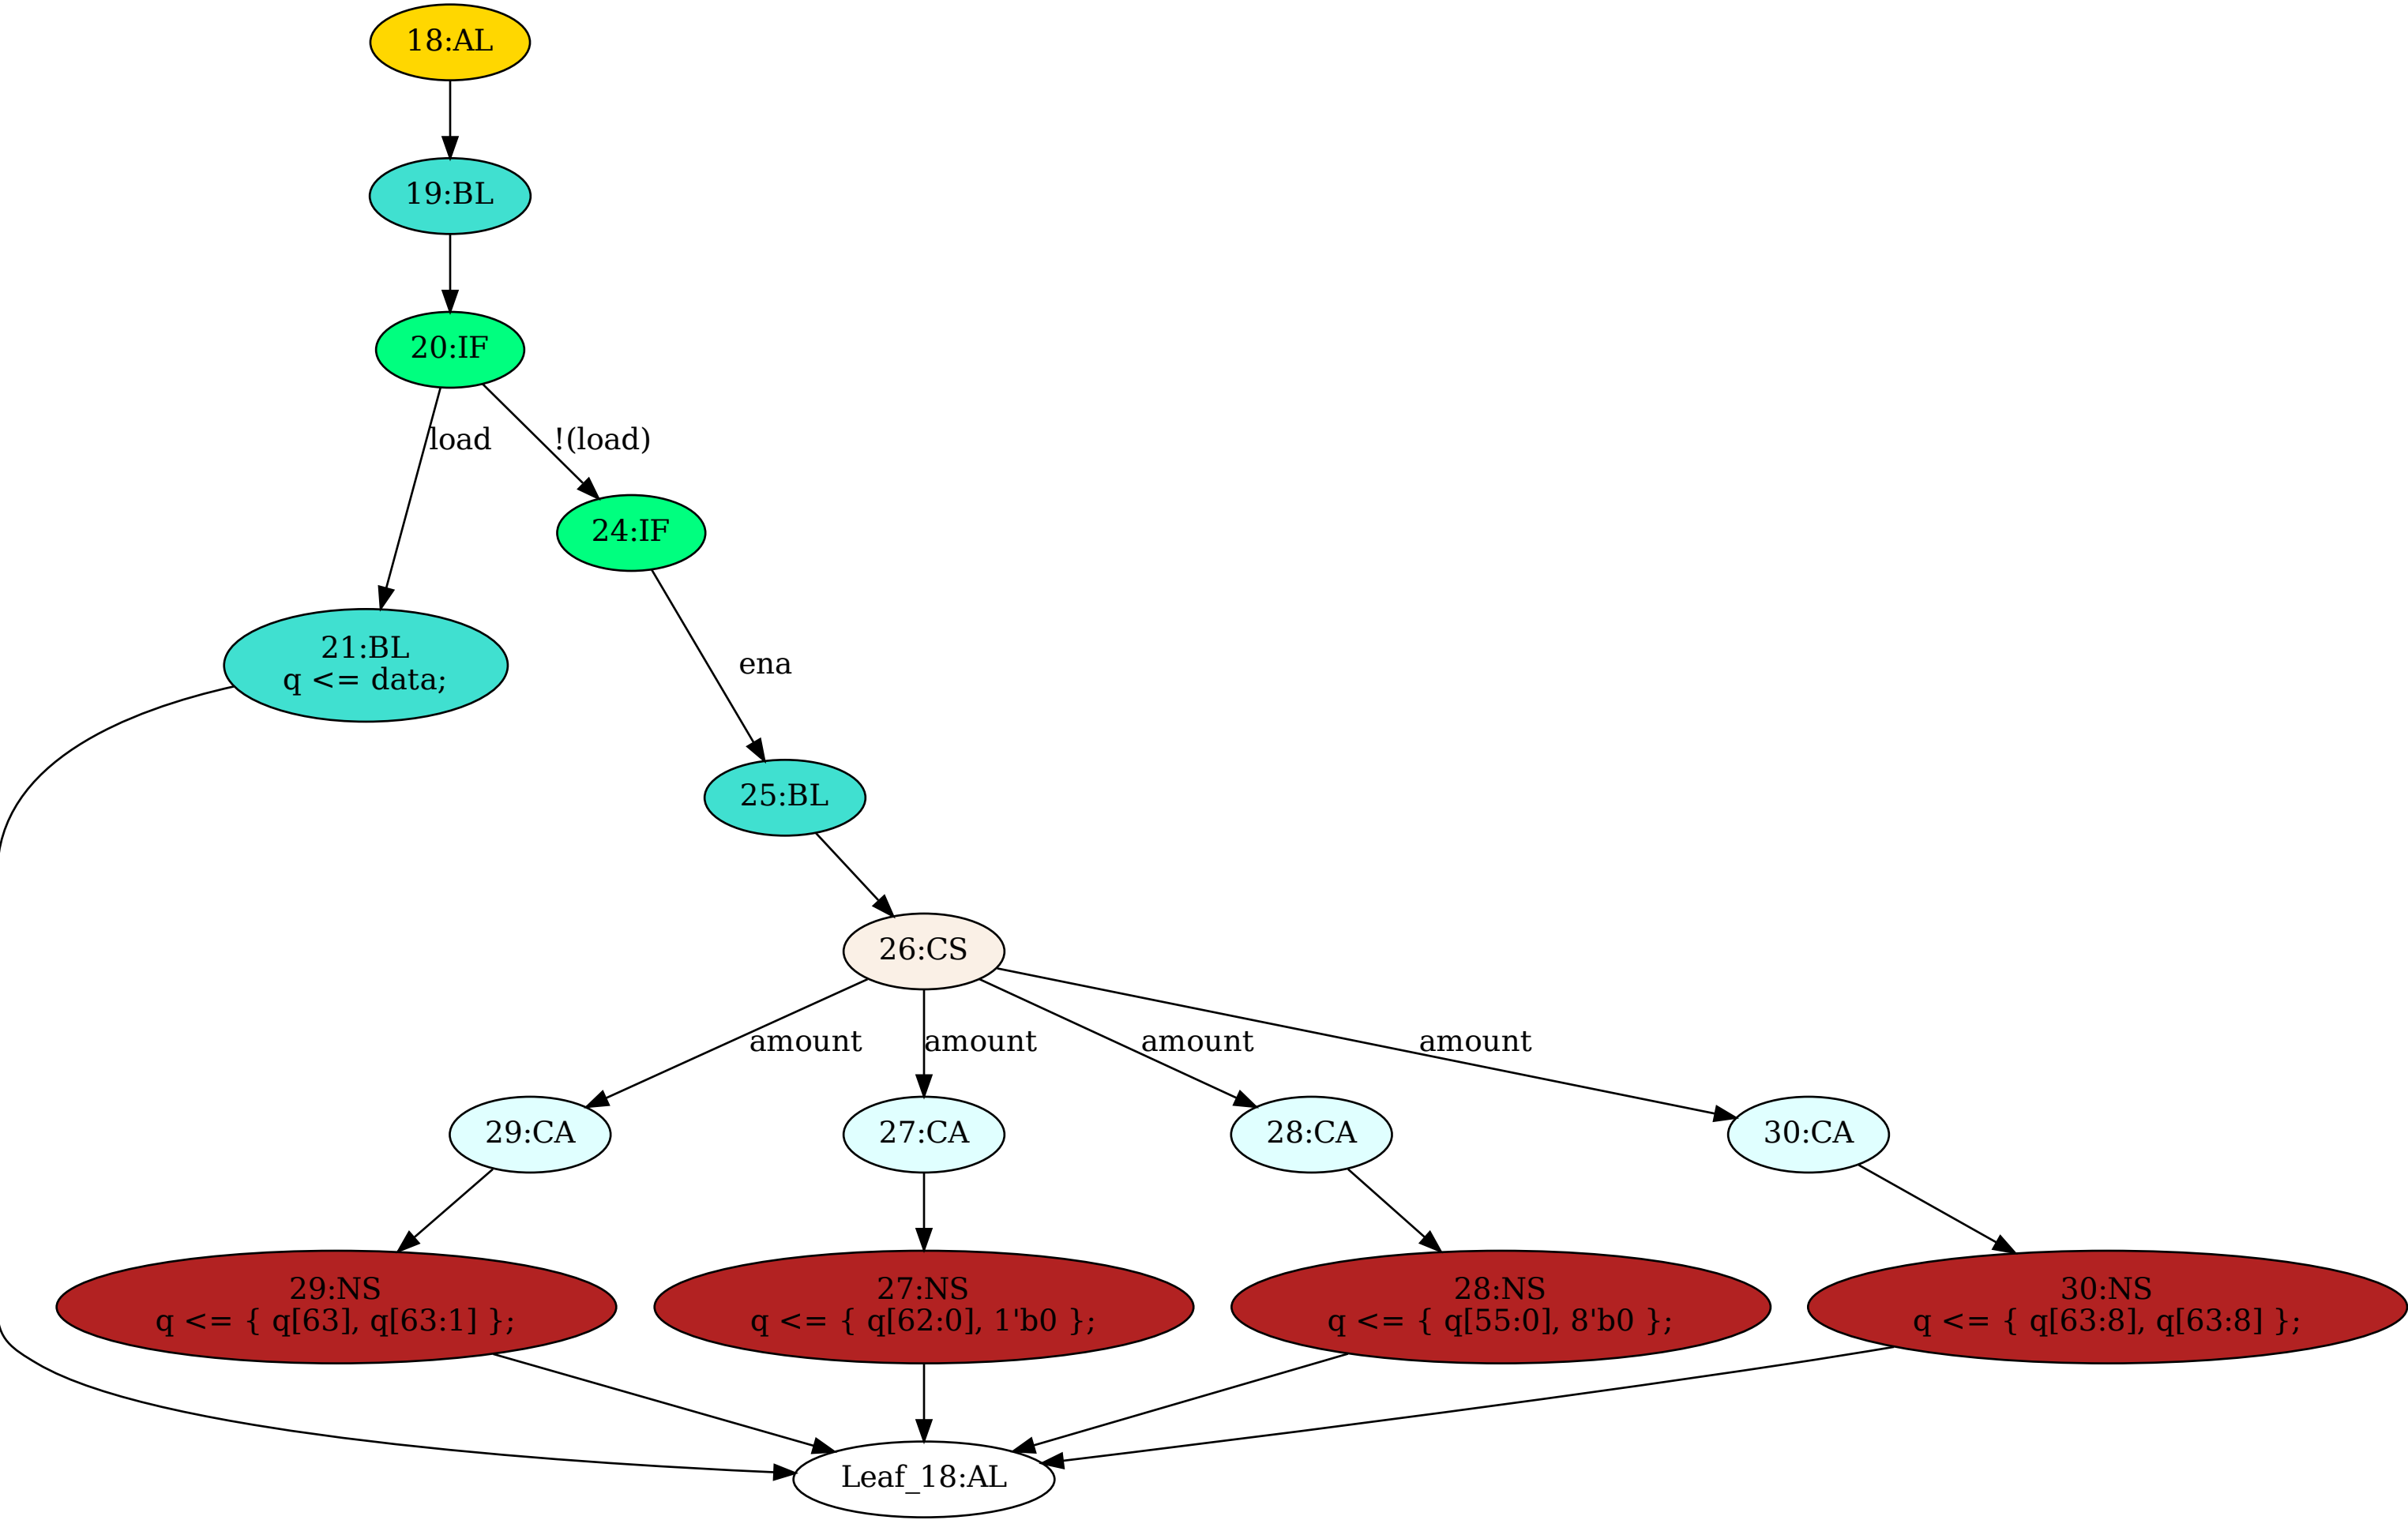 18:AL
19:BL
20:IF
load
!(load)
24:IF
21:BL
q <= data;
ena
25:BL
26:CS
amount
amount
amount
amount
29:CA
27:CA
28:CA
30:CA
29:NS
q <= { q[63], q[63:1] };
27:NS
q <= { q[62:0], 1'b0 };
28:NS
q <= { q[55:0], 8'b0 };
30:NS
q <= { q[63:8], q[63:8] };
Leaf_18:AL